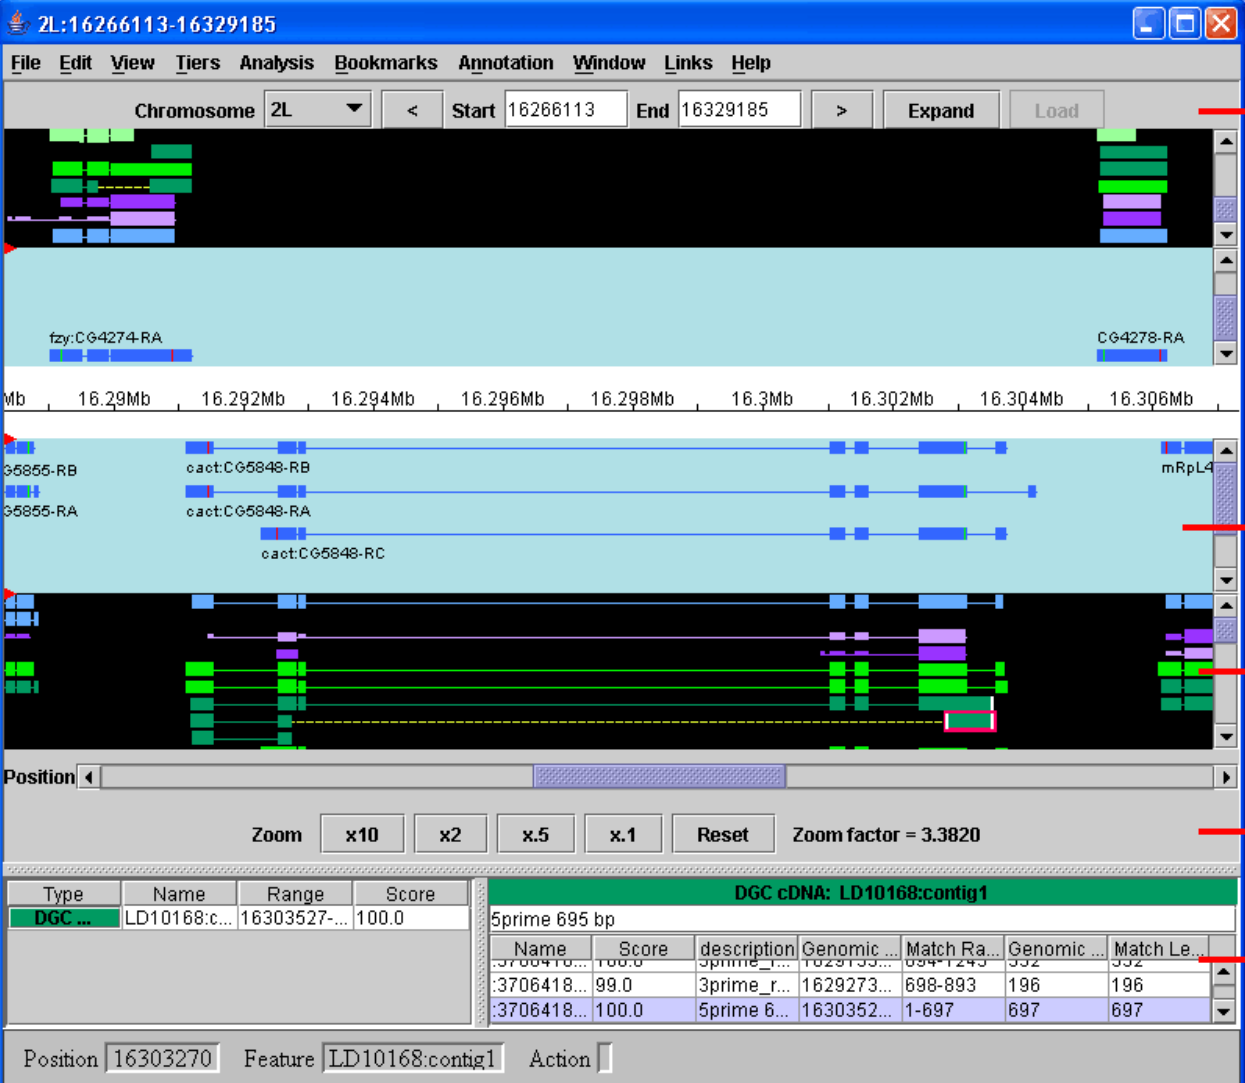 2L:16266113-16329185
File Edit View Tiers Analysis Bookmarks Annotation Window Links Help
Chromosome 2L < Start 16266113 End 16329185 > Expand Load
fzy:CG4274-RA CG4278-RA
Mb 16.29Mb 16.292Mb 16.294Mb 16.296Mb 16.298Mb 16.3Mb 16.302Mb 16.304Mb 16.306Mb
G5855-RB cact:CG5848-RB mRpL4
G5855-RA cact:CG5848-RA
cact:CG5848-RC
Position
Zoom x10 x2 x.5 x.1 Reset Zoom factor = 3.3820
Type Name Range Score
DGC ... LD10168:c... 16303527-... 100.0
DGC cDNA: LD10168:contig1
5prime 695 bp
Name Score description Genomic ... Match Ra... Genomic ... Match Le...
:3706418... 99.0 3prime_r... 1629273... 698-893 196 196
:3706418... 100.0 5prime 6... 1630352... 1-697 697 697
Position 16303270 Feature LD10168:contig1 Action